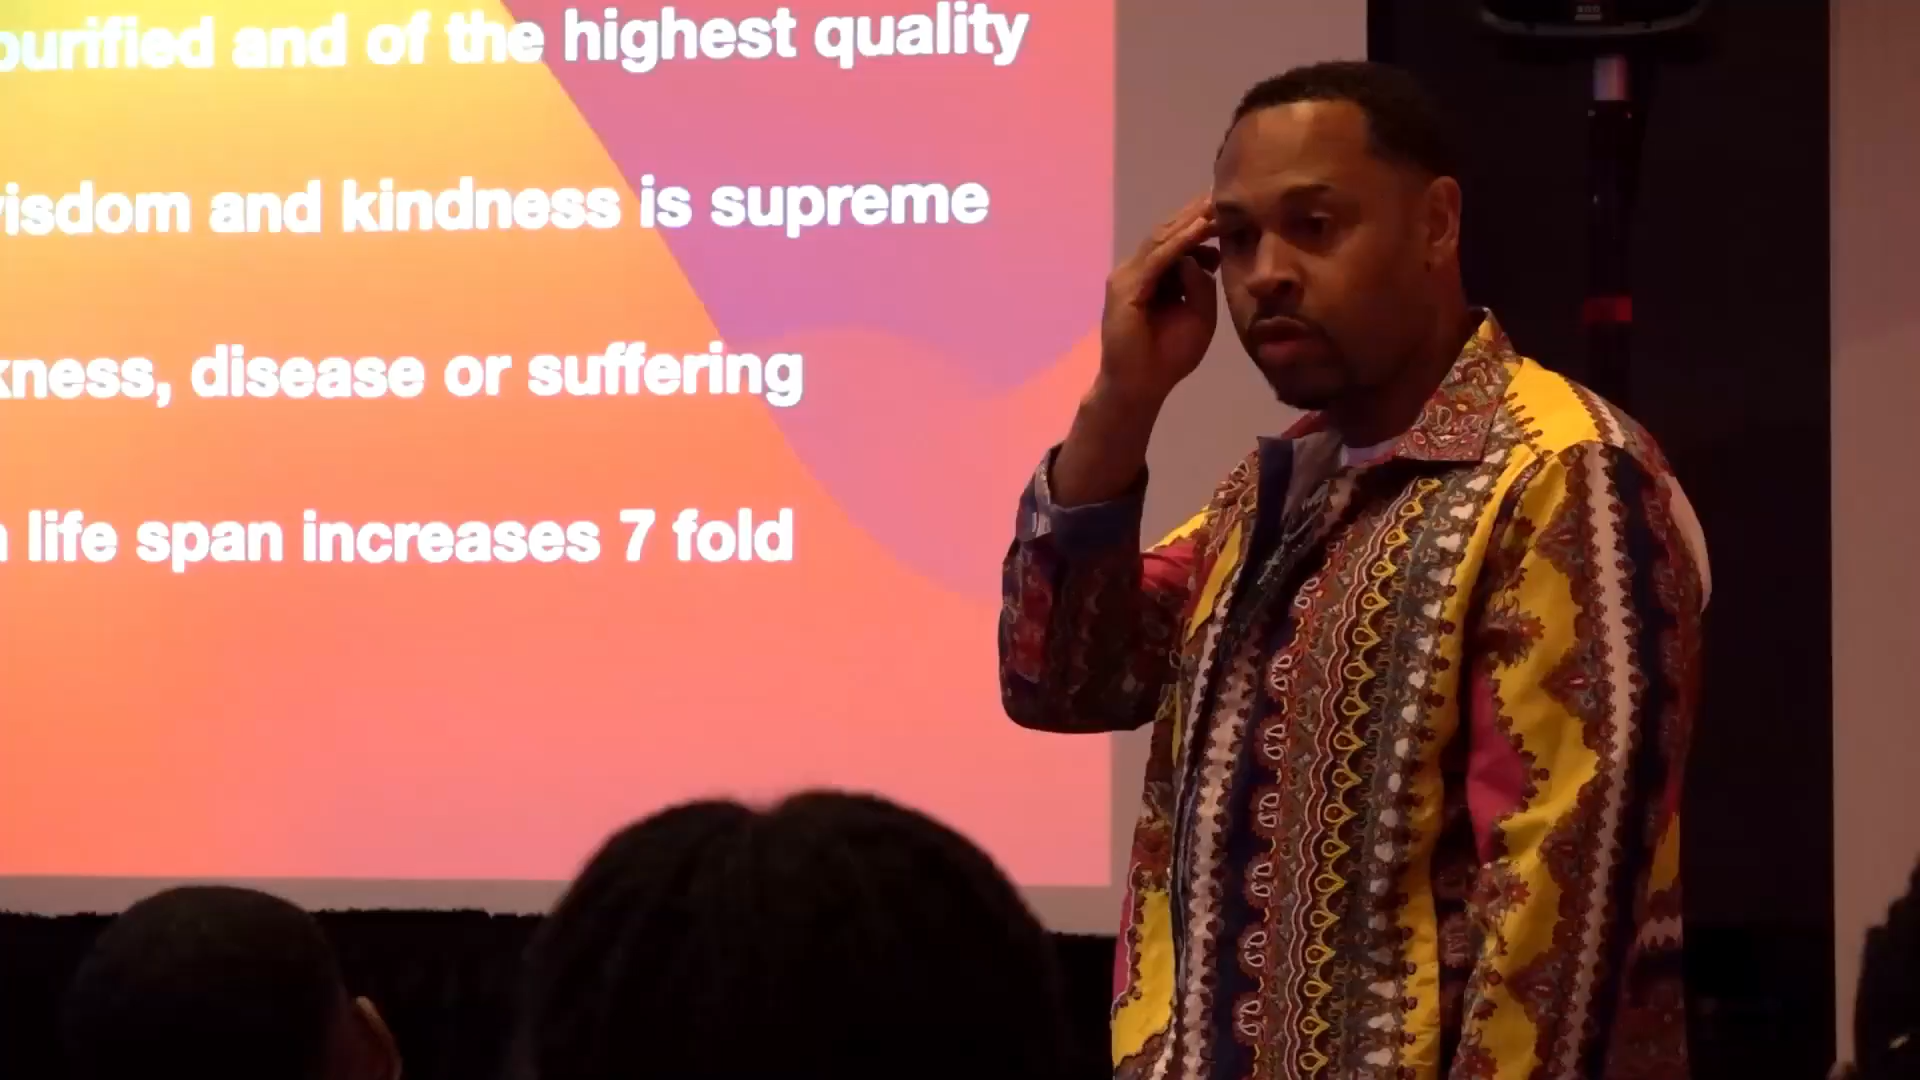 purified and of the highest quality
wisdom and kindness is supreme
kness, disease or suffering
life span increases 7 fold